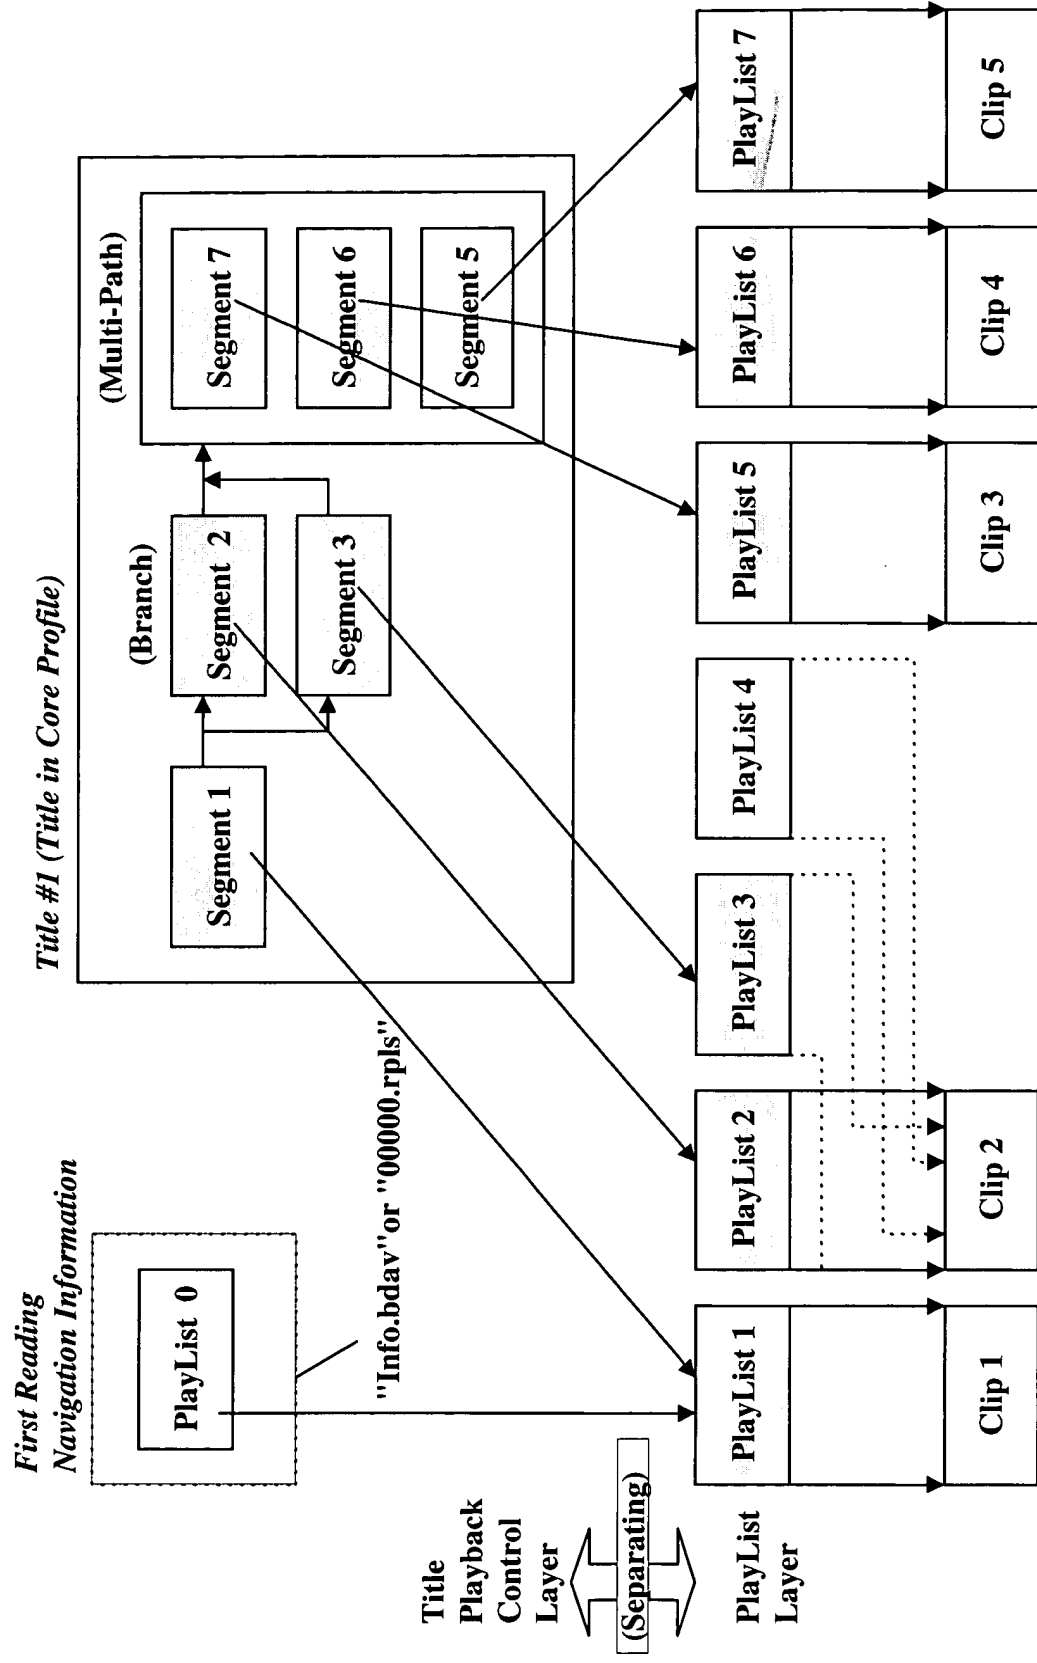 First Reading
Navigation Information
PlayList 0
"Info.bdav"or "00000.rpls"
Title #1 (Title in Core Profile)
Segment 1
(Branch)
Segment 2
Segment 3
(Multi-Path)
Segment 7
Segment 6
Segment 5
Title
Playback
Control
Layer
(Separating)
PlayList
Layer
PlayList 1
PlayList 2
PlayList 3
PlayList 4
PlayList 5
PlayList 6
PlayList 7
Clip 1
Clip 2
Clip 3
Clip 4
Clip 5